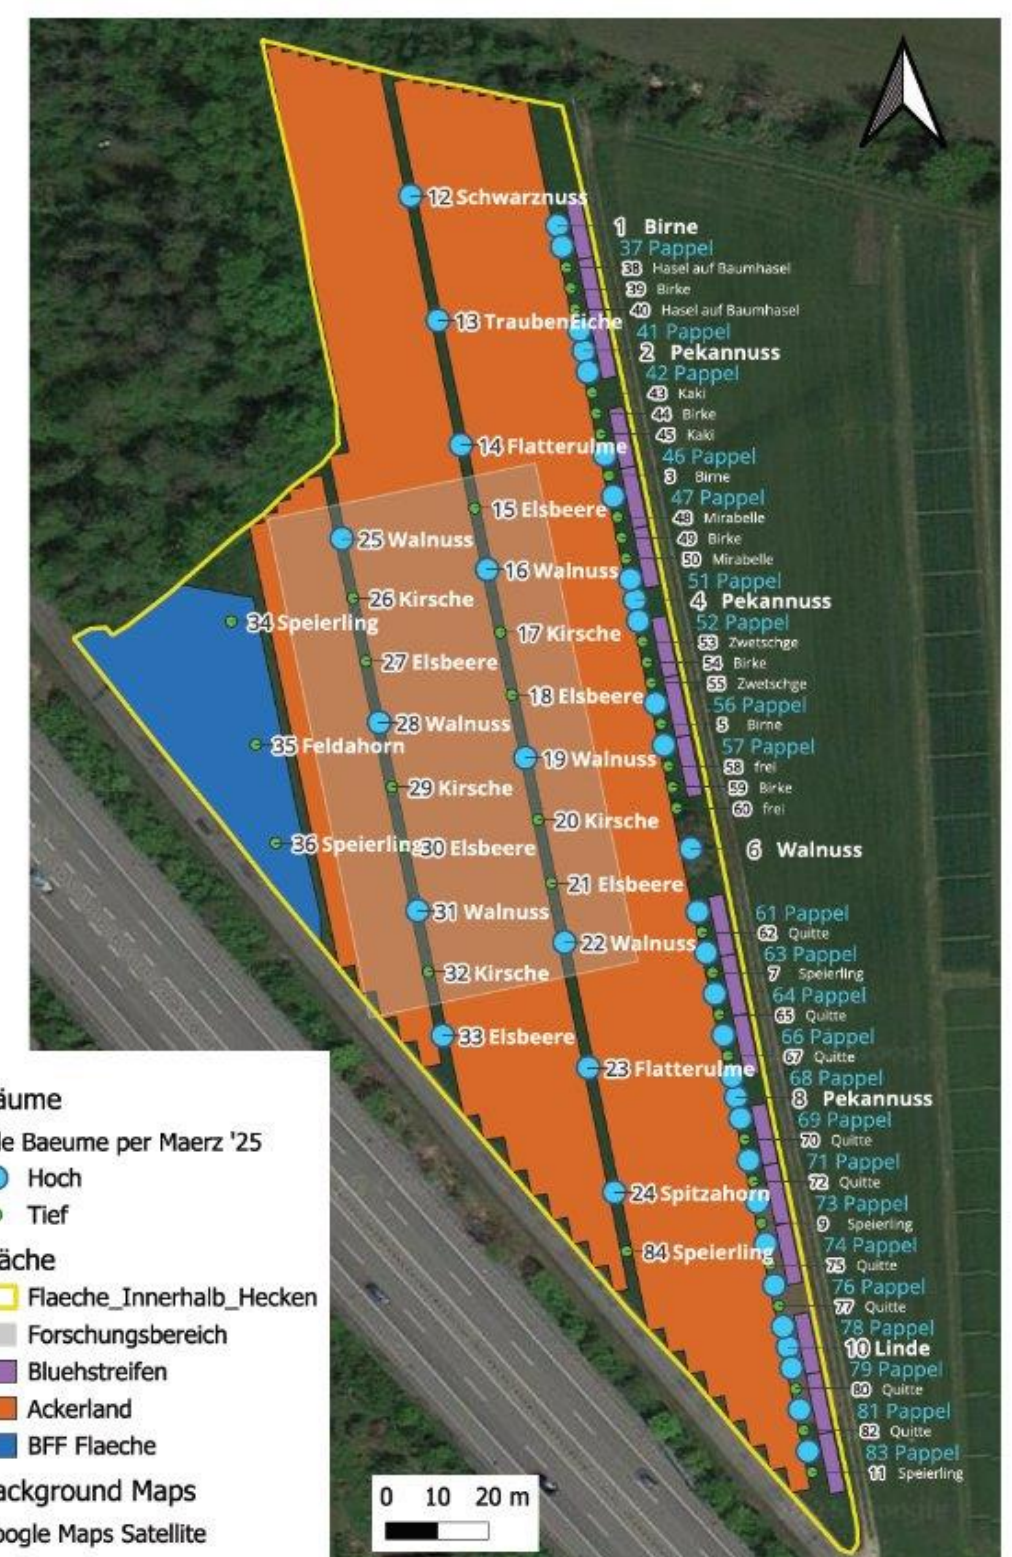 12 Schwarznuss
1 Birne
37 Pappel
38 Hasel auf Baumhasel
39 Birke
40 Hasel auf Baumhasel
13 TraubenEiche
41 Pappel
2 Pekannuss
42 Pappel
43 Kaki
44 Birke
45 Kaki
14 Flatterulme
46 Pappel
3 Birne
47 Pappel
15 Elsbeere
48 Mirabelle
49 Birke
25 Walnuss
50 Mirabelle
16 Walnuss
51 Pappel
26 Kirsche
4 Pekannuss
52 Pappel
34 Speierling
17 Kirsche
53 Zwetschge
27 Elsbeere
54 Birke
55 Zwetschge
18 Elsbeere
56 Pappel
28 Walnuss
5 Birne
35 Feldahorn
57 Pappel
19 Walnuss
58 frei
29 Kirsche
59 Birke
60 frei
20 Kirsche
36 Speierling
30 Elsbeere
6 Walnuss
21 Elsbeere
31 Walnuss
61 Pappel
62 Quitte
22 Walnuss
63 Pappel
32 Kirsche
7 Speierling
64 Pappel
65 Quitte
33 Elsbeere
66 Pappel
67 Quitte
23 Flatterulme
68 Pappel
8 Pekannuss
69 Pappel
70 Quitte
71 Pappel
72 Quitte
24 Spitzahorn
73 Pappel
9 Speierling
74 Pappel
84 Speierling
75 Quitte
76 Pappel
77 Quitte
78 Pappel
10 Linde
79 Pappel
80 Quitte
81 Pappel
82 Quitte
83 Pappel
11 Speierling
äume
le Baeume per Maerz '25
Hoch
Tief
äche
Flaeche_Innerhalb_Hecken
Forschungsbereich
Bluehstreifen
Ackerland
BFF Flaeche
ackground Maps
oogle Maps Satellite
0 10 20 m